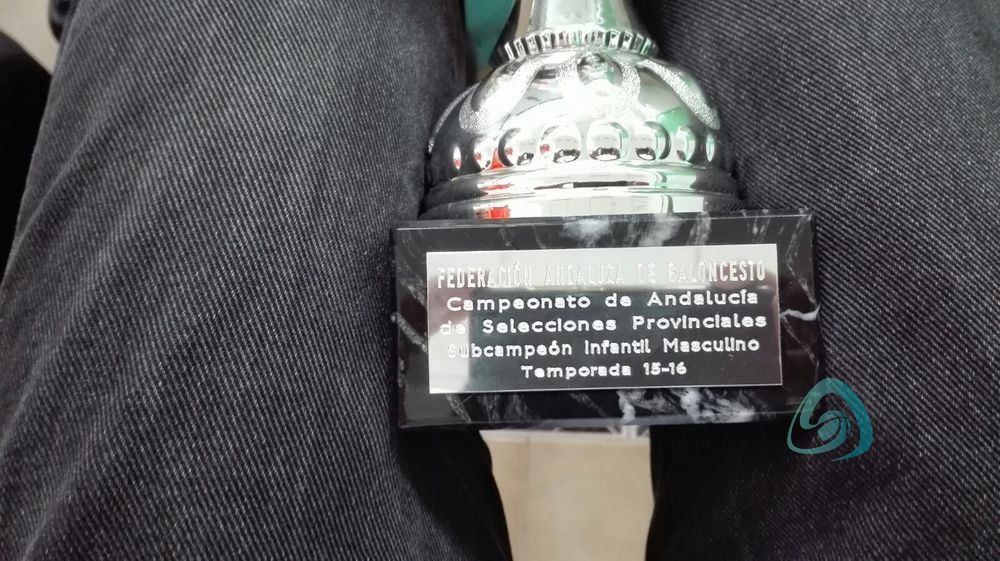 FEDERACIÓN ANDALUZA DE BALONCESTO
Campeonato de Andalucía
de Selecciones Provinciales
Subcampeón Infantil Masculino
Temporada 15-16